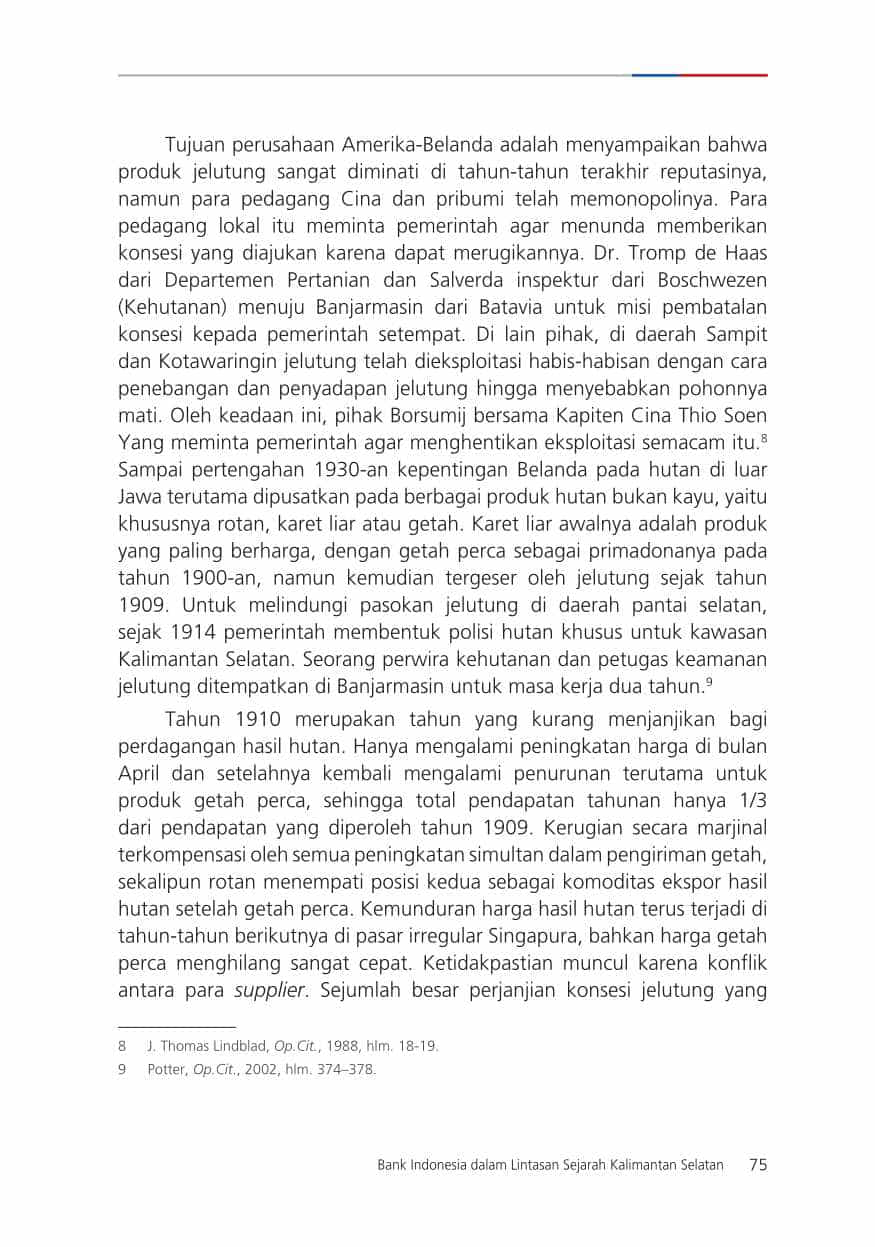 Tujuan perusahaan Amerika-Belanda adalah menyampaikan bahwa
produk jelutung sangat diminati di tahun-tahun terakhir reputasinya,
namun para pedagang Cina dan pribumi telah memonopolinya. Para
pedagang lokal itu meminta pemerintah agar menunda memberikan
konsesi yang diajukan karena dapat merugikannya. Dr. Tromp de Haas
dari Departemen Pertanian dan Salverda inspektur dari Boschwezen
(Kehutanan) menuju Banjarmasin dari Batavia untuk misi pembatalan
konsesi kepada pemerintah setempat. Di lain pihak, di daerah Sampit
dan Kotawaringin jelutung telah dieksploitasi habis-habisan dengan cara
penebangan dan penyadapan jelutung hingga menyebabkan pohonnya
mati. Oleh keadaan ini, pihak Borsumij bersama Kapiten Cina Thio Soen
Yang meminta pemerintah agar menghentikan eksploitasi semacam itu.⁸
Sampai pertengahan 1930-an kepentingan Belanda pada hutan di luar
Jawa terutama dipusatkan pada berbagai produk hutan bukan kayu, yaitu
khususnya rotan, karet liar atau getah. Karet liar awalnya adalah produk
yang paling berharga, dengan getah perca sebagai primadonanya pada
tahun 1900-an, namun kemudian tergeser oleh jelutung sejak tahun
1909. Untuk melindungi pasokan jelutung di daerah pantai selatan,
sejak 1914 pemerintah membentuk polisi hutan khusus untuk kawasan
Kalimantan Selatan. Seorang perwira kehutanan dan petugas keamanan
jelutung ditempatkan di Banjarmasin untuk masa kerja dua tahun.⁹
Tahun 1910 merupakan tahun yang kurang menjanjikan bagi
perdagangan hasil hutan. Hanya mengalami peningkatan harga di bulan
April dan setelahnya kembali mengalami penurunan terutama untuk
produk getah perca, sehingga total pendapatan tahunan hanya 1/3
dari pendapatan yang diperoleh tahun 1909. Kerugian secara marjinal
terkompensasi oleh semua peningkatan simultan dalam pengiriman getah,
sekalipun rotan menempati posisi kedua sebagai komoditas ekspor hasil
hutan setelah getah perca. Kemunduran harga hasil hutan terus terjadi di
tahun-tahun berikutnya di pasar irregular Singapura, bahkan harga getah
perca menghilang sangat cepat. Ketidakpastian muncul karena konflik
antara para supplier. Sejumlah besar perjanjian konsesi jelutung yang
8 J. Thomas Lindblad, Op.Cit., 1988, hlm. 18-19.
9 Potter, Op.Cit., 2002, hlm. 374–378.
Bank Indonesia dalam Lintasan Sejarah Kalimantan Selatan 75